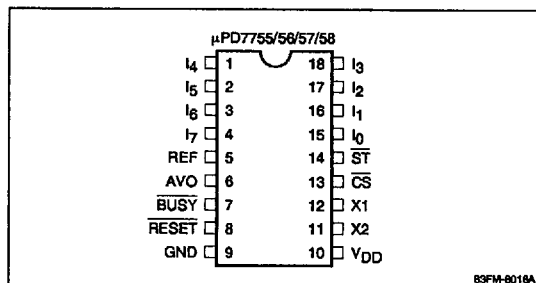 μPD7755/56/57/58
I4 1 18 I3
I5 2 17 I2
I6 3 16 I1
I7 4 15 I0
REF 5 14 ST
AVO 6 13 CS
BUSY 7 12 X1
RESET 8 11 X2
GND 9 10 VDD
83FM-6016A